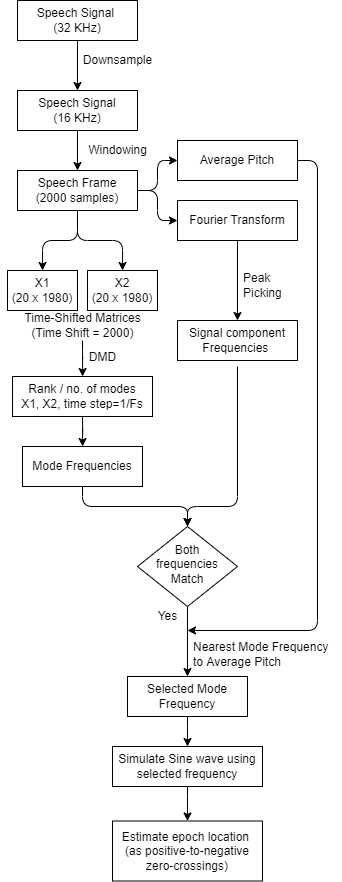 Speech Signal
(32 KHz)
Downsample
Speech Signal
(16 KHz)
Windowing
Speech Frame
(2000 samples)
Average Pitch
Fourier Transform
X1
(20 x 1980)
X2
(20 x 1980)
Time-Shifted Matrices
(Time Shift = 2000)
Peak
Picking
Signal component
Frequencies
DMD
Rank / no. of modes
X1, X2, time step=1/Fs
Mode Frequencies
Both
frequencies
Match
Yes
Nearest Mode Frequency
to Average Pitch
Selected Mode
Frequency
Simulate Sine wave using
selected frequency
Estimate epoch location
(as positive-to-negative
zero-crossings)